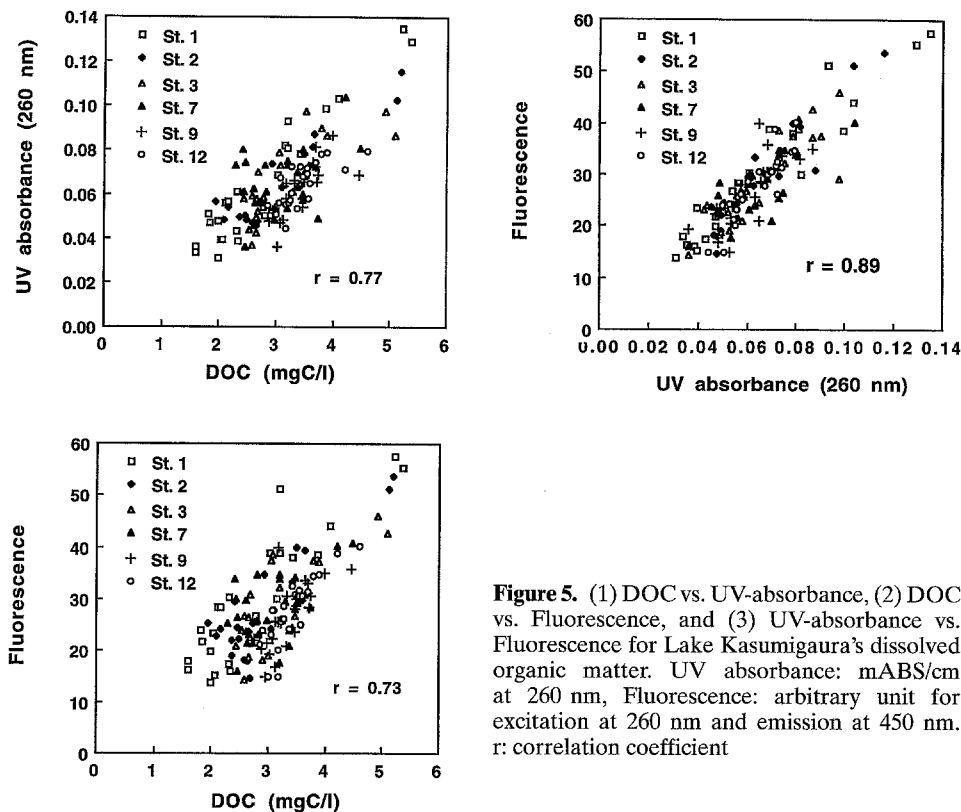 0.14
0.12
0.10
0.08
0.06
0.04
0.02
0.00
UV absorbance (260 nm)
St. 1
St. 2
St. 3
St. 7
St. 9
St. 12
r = 0.77
0 1 2 3 4 5 6
DOC (mgC/l)
60
50
40
30
20
10
0
Fluorescence
St. 1
St. 2
St. 3
St. 7
St. 9
St. 12
r = 0.89
0.00 0.02 0.04 0.06 0.08 0.10 0.12 0.14
UV absorbance (260 nm)
60
50
40
30
20
10
0
Fluorescence
St. 1
St. 2
St. 3
St. 7
St. 9
St. 12
r = 0.73
0 1 2 3 4 5 6
DOC (mgC/l)
Figure 5. (1) DOC vs. UV-absorbance, (2) DOC
vs. Fluorescence, and (3) UV-absorbance vs.
Fluorescence for Lake Kasumigaura's dissolved
organic matter. UV absorbance: mABS/cm
at 260 nm, Fluorescence: arbitrary unit for
excitation at 260 nm and emission at 450 nm.
r: correlation coefficient